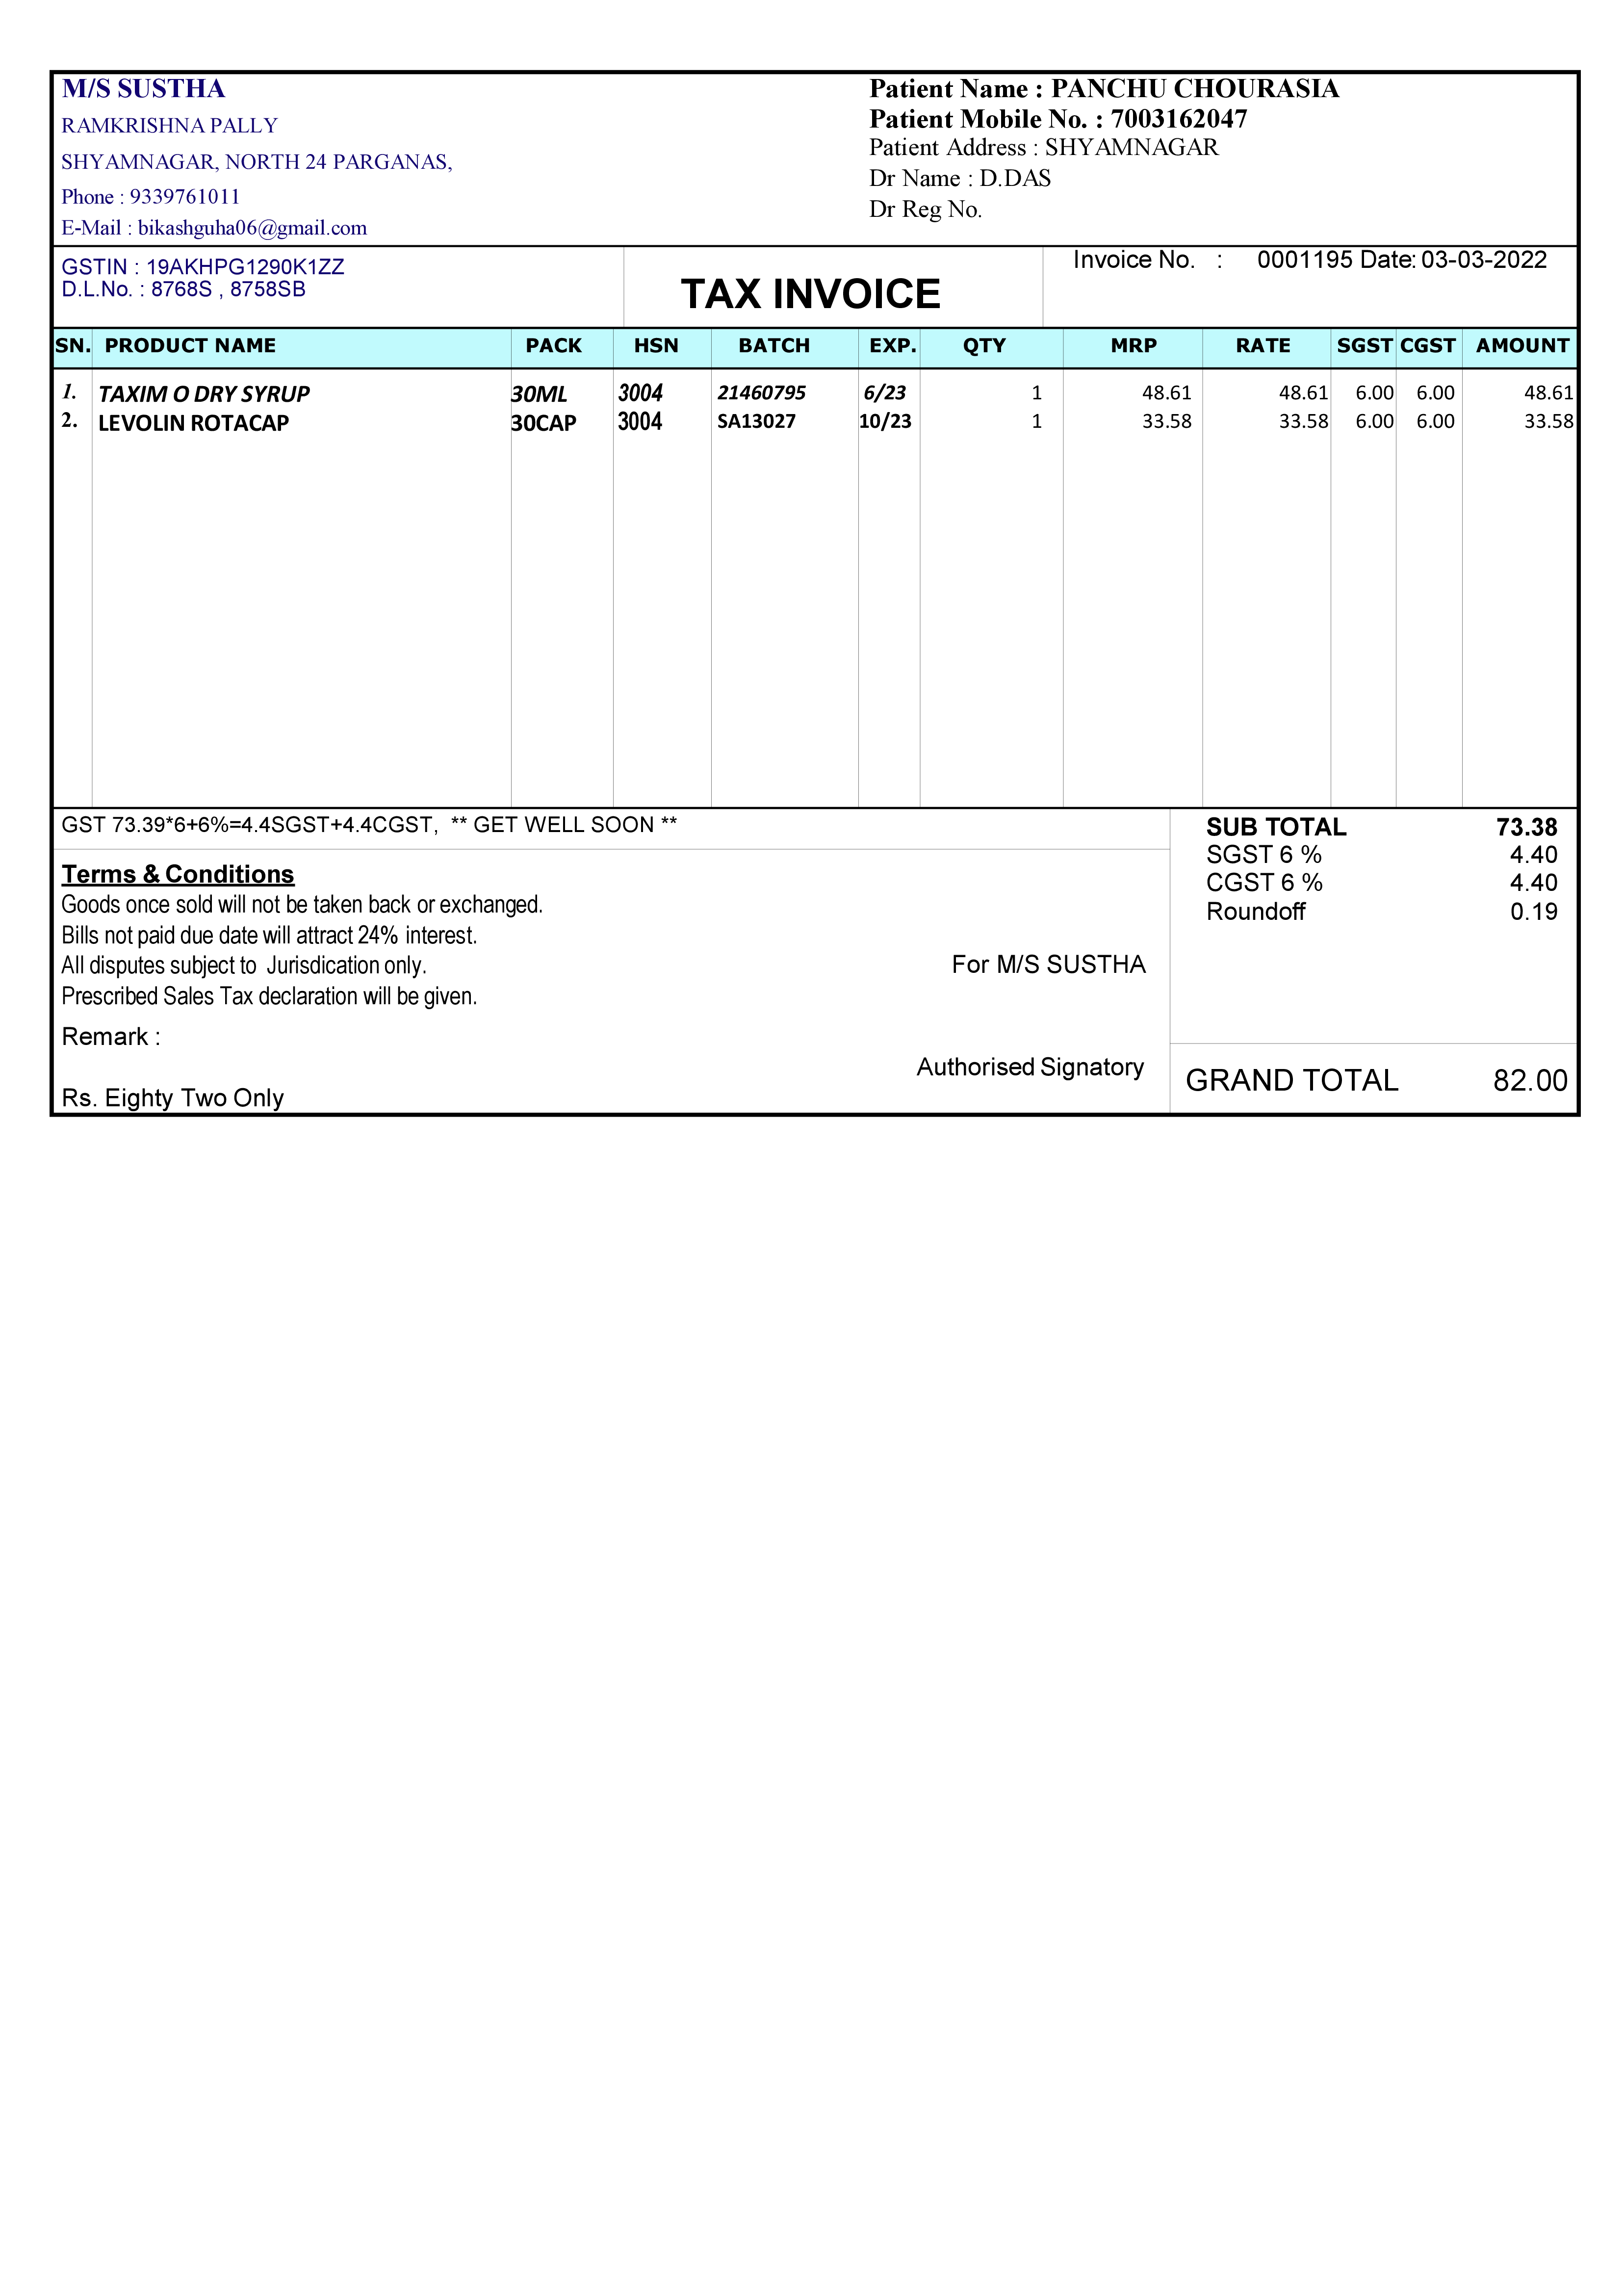 M/S SUSTHA
RAMKRISHNA PALLY
SHYAMNAGAR, NORTH 24 PARGANAS,
Phone : 9339761011
E-Mail : bikashguha06@gmail.com
Patient Name : PANCHU CHOURASIA
Patient Mobile No. : 7003162047
Patient Address : SHYAMNAGAR
Dr Name : D.DAS
Dr Reg No.
GSTIN : 19AKHPG1290K1ZZ
D.L.No. : 8768S , 8758SB
TAX INVOICE
Invoice No. : 0001195 Date: 03-03-2022
SN. PRODUCT NAME PACK HSN BATCH EXP. QTY MRP RATE SGST CGST AMOUNT
1. TAXIM O DRY SYRUP 30ML 3004 21460795 6/23 1 48.61 48.61 6.00 6.00 48.61
2. LEVOLIN ROTACAP 30CAP 3004 SA13027 10/23 1 33.58 33.58 6.00 6.00 33.58
GST 73.39*6+6%=4.4SGST+4.4CGST, ** GET WELL SOON **
Terms & Conditions
Goods once sold will not be taken back or exchanged.
Bills not paid due date will attract 24% interest.
All disputes subject to Jurisdication only.
Prescribed Sales Tax declaration will be given.
Remark :
Rs. Eighty Two Only
For M/S SUSTHA
Authorised Signatory
SUB TOTAL 73.38
SGST 6 % 4.40
CGST 6 % 4.40
Roundoff 0.19
GRAND TOTAL 82.00